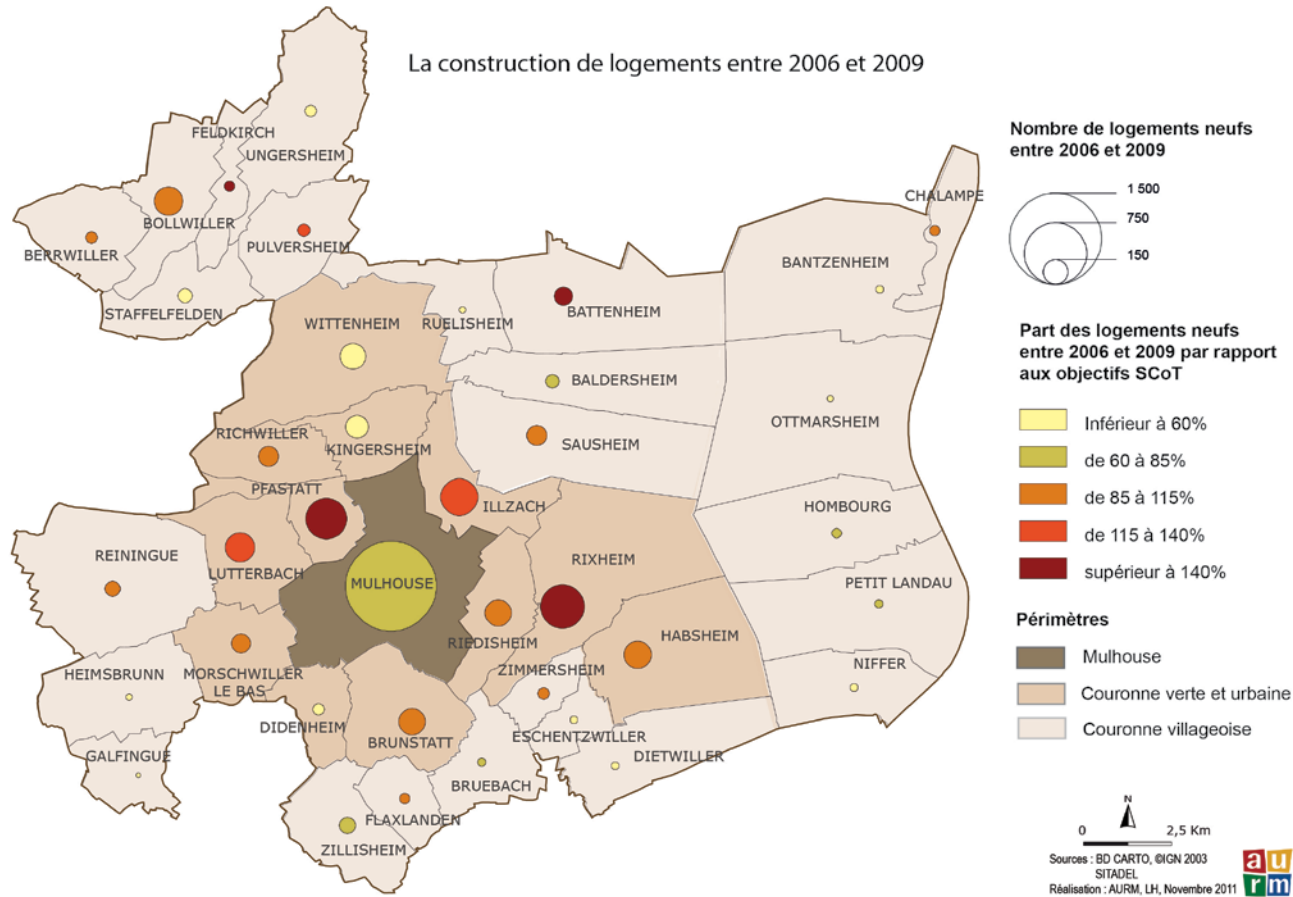 La construction de logements entre 2006 et 2009
FELDKIRCH
UNGERSHEIM
BOLLWILLER
BERRWILLER
PULVERSHEIM
STAFFELFELDEN
WITTENHEIM
RUELISHEIM
BATTENHEIM
BANTZENHEIM
CHALAMPE
BALDERSHEIM
OTTMARSHEIM
RICHWILLER
KINGERSHEIM
SAUSHEIM
PFASTATT
ILLZACH
HOMBOURG
REININGUE
LUTTERBACH
MULHOUSE
RIXHEIM
PETIT LANDAU
RIEDISHEIM
HABSHEIM
HEIMSBRUNN
MORSCHWILLER
LE BAS
ZIMMERSHEIM
NIFFER
DIDENHEIM
BRUNSTATT
ESCHENTZWILLER
GALFINGUE
DIETWILLER
BRUEBACH
FLAXLANDEN
ZILLISHEIM
Nombre de logements neufs
entre 2006 et 2009
1 500
750
150
Part des logements neufs
entre 2006 et 2009 par rapport
aux objectifs SCoT
Inférieur à 60%
de 60 à 85%
de 85 à 115%
de 115 à 140%
supérieur à 140%
Périmètres
Mulhouse
Couronne verte et urbaine
Couronne villageoise
N
0 2,5 Km
Sources : BD CARTO, ©IGN 2003
SITADEL
Réalisation : AURM, LH, Novembre 2011
au
rm